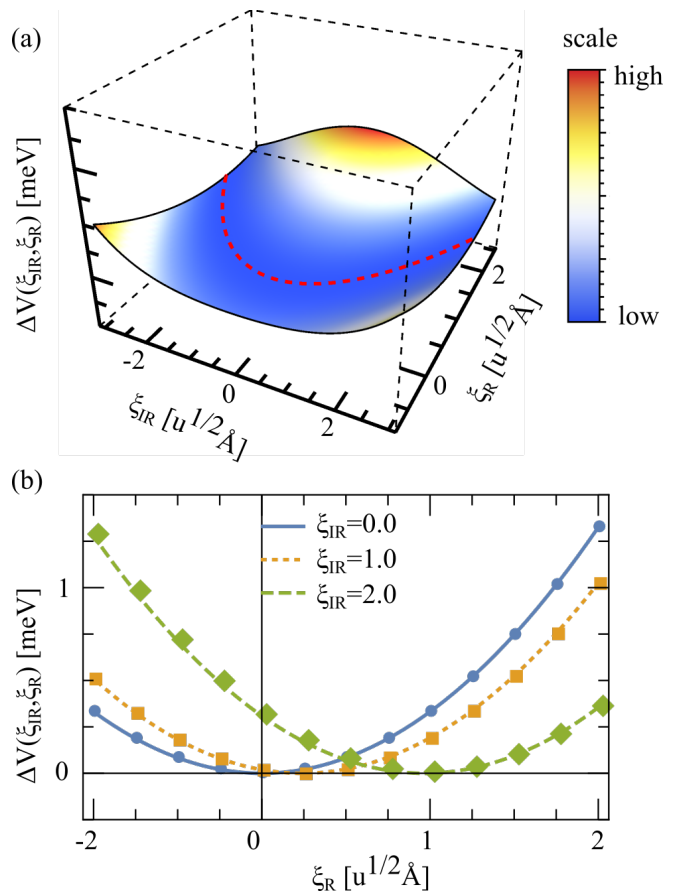 (a)
scale
high
low
ΔV(ξIR,ξR) [meV]
-2
0
2
ξIR [u1/2Å]
0
2
ξR [u1/2Å]
(b)
ξIR=0.0
ξIR=1.0
ξIR=2.0
ΔV(ξIR,ξR) [meV]
1
0
-2
0
1
2
ξR [u1/2Å]